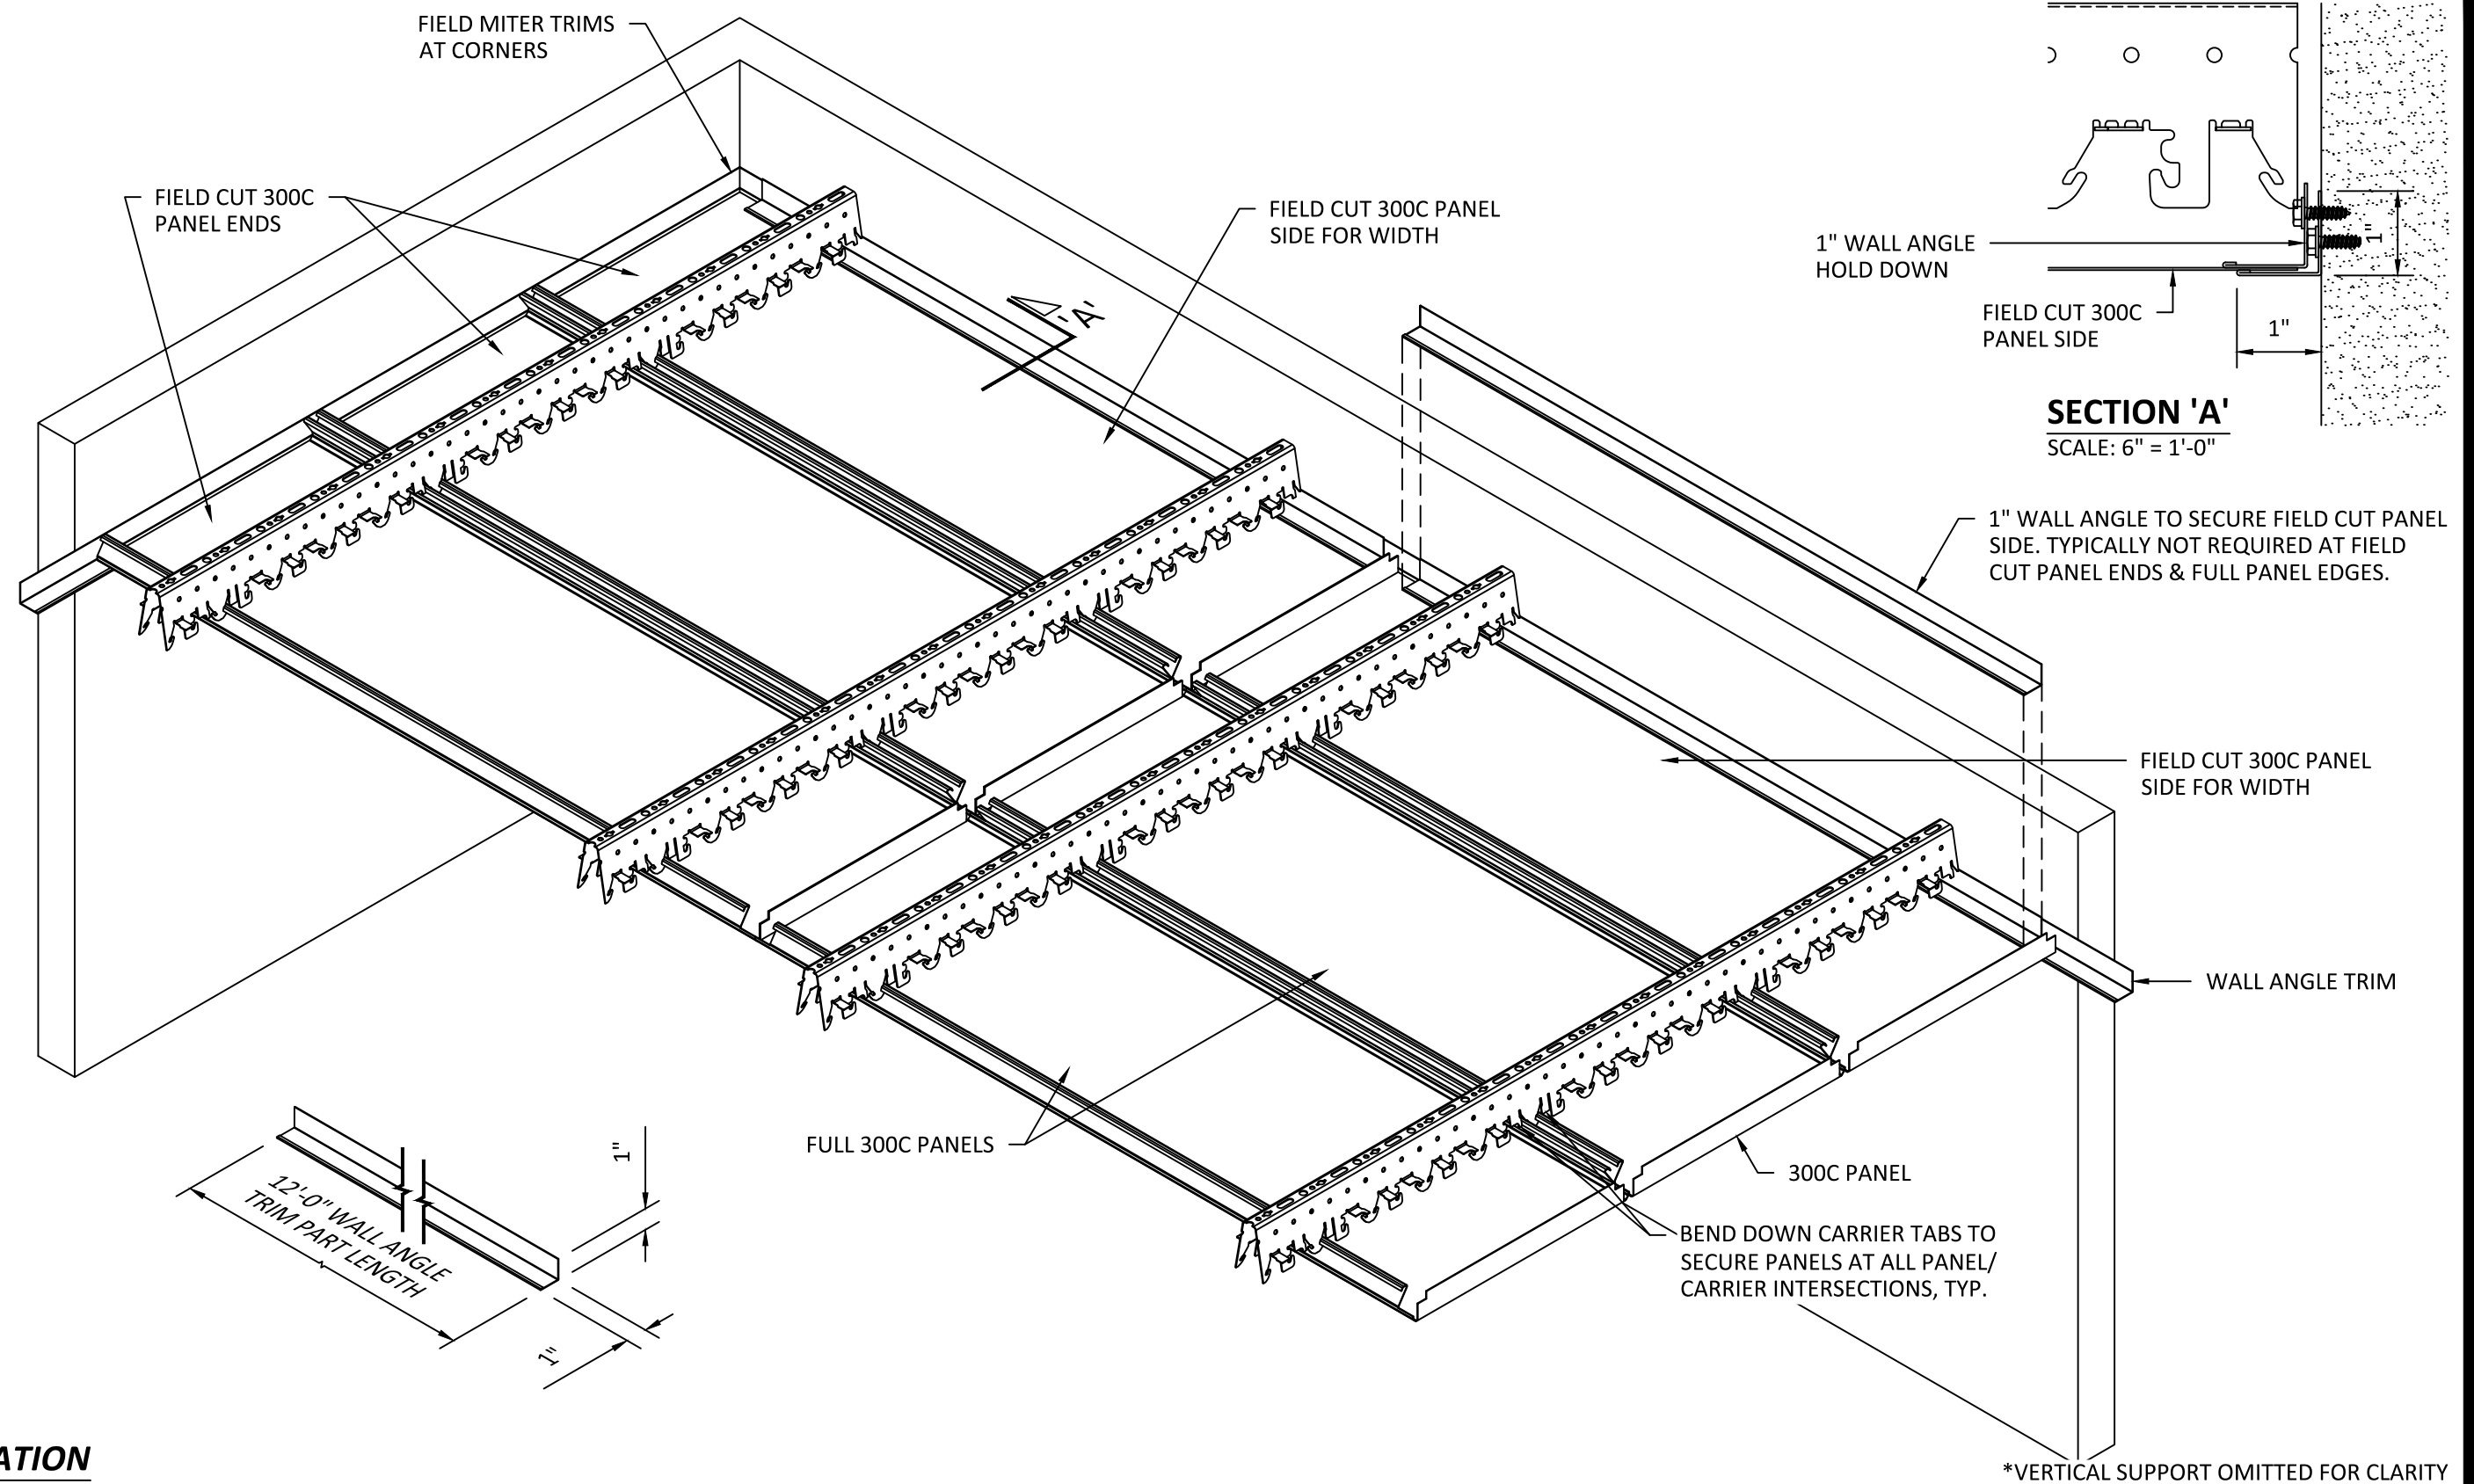 FIELD MITER TRIMS
AT CORNERS
FIELD CUT 300C
PANEL ENDS
FIELD CUT 300C PANEL
SIDE FOR WIDTH
'A'
1" WALL ANGLE
HOLD DOWN
1"
FIELD CUT 300C
PANEL SIDE
1"
SECTION 'A'
SCALE: 6" = 1'-0"
1" WALL ANGLE TO SECURE FIELD CUT PANEL
SIDE. TYPICALLY NOT REQUIRED AT FIELD
CUT PANEL ENDS & FULL PANEL EDGES.
FIELD CUT 300C PANEL
SIDE FOR WIDTH
WALL ANGLE TRIM
FULL 300C PANELS
300C PANEL
BEND DOWN CARRIER TABS TO
SECURE PANELS AT ALL PANEL/
CARRIER INTERSECTIONS, TYP.
1"
12'-0" WALL ANGLE
TRIM PART LENGTH
1"
ATION
*VERTICAL SUPPORT OMITTED FOR CLARITY